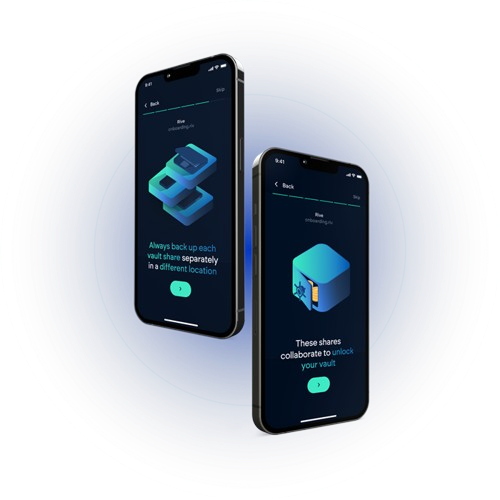 9:41
Back
Skip
Rive
onboarding.riv
Always back up each
vault share separately
in a different location
9:41
Back
Skip
Rive
onboarding.riv
These shares
collaborate to unlock
your vault